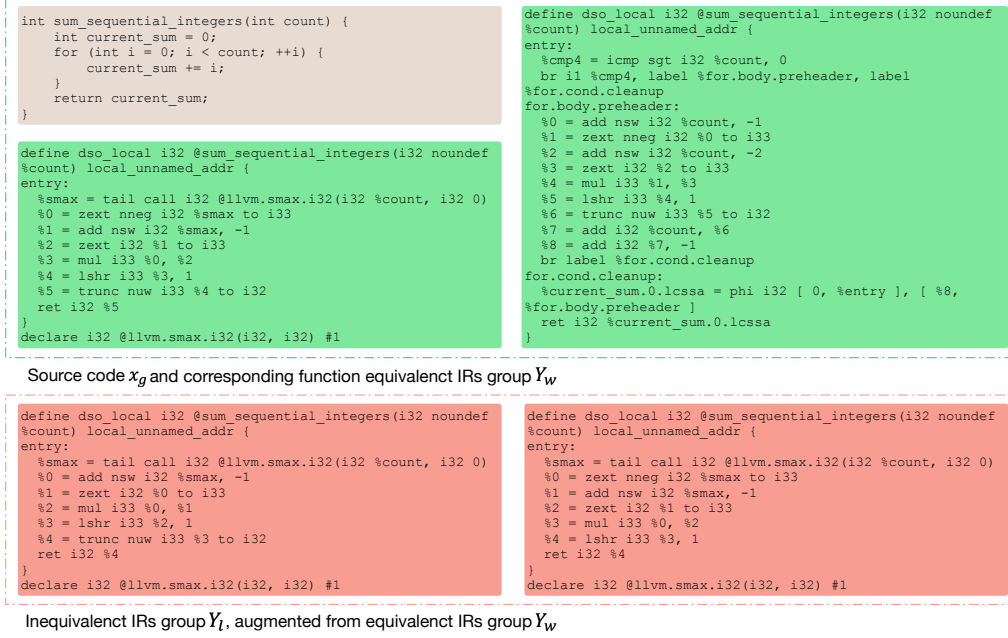 int sum_sequential_integers(int count) {
    int current_sum = 0;
    for (int i = 0; i < count; ++i) {
        current_sum += i;
    }
    return current_sum;
}
define dso_local i32 @sum_sequential_integers(i32 noundef
%count) local_unnamed_addr {
entry:
  %smax = tail call i32 @llvm.smax.i32(i32 %count, i32 0)
  %0 = zext nneg i32 %smax to i33
  %1 = add nsw i32 %smax, -1
  %2 = zext i32 %1 to i33
  %3 = mul i33 %0, %2
  %4 = lshr i33 %3, 1
  %5 = trunc nuw i33 %4 to i32
  ret i32 %5
}
declare i32 @llvm.smax.i32(i32, i32) #1
define dso_local i32 @sum_sequential_integers(i32 noundef
%count) local_unnamed_addr {
entry:
  %cmp4 = icmp sgt i32 %count, 0
  br i1 %cmp4, label %for.body.preheader, label
%for.cond.cleanup
for.body.preheader:
  %0 = add nsw i32 %count, -1
  %1 = zext nneg i32 %0 to i33
  %2 = add nsw i32 %count, -2
  %3 = zext i32 %2 to i33
  %4 = mul i33 %1, %3
  %5 = lshr i33 %4, 1
  %6 = trunc nuw i33 %5 to i32
  %7 = add i32 %count, %6
  %8 = add i32 %7, -1
  br label %for.cond.cleanup
for.cond.cleanup:
  %current_sum.0.lcssa = phi i32 [ 0, %entry ], [ %8,
%for.body.preheader ]
  ret i32 %current_sum.0.lcssa
}
Source code x_g and corresponding function equivalenct IRs group Y_w
define dso_local i32 @sum_sequential_integers(i32 noundef
%count) local_unnamed_addr {
entry:
  %smax = tail call i32 @llvm.smax.i32(i32 %count, i32 0)
  %0 = add nsw i32 %smax, -1
  %1 = zext i32 %0 to i33
  %2 = mul i33 %0, %1
  %3 = lshr i33 %2, 1
  %4 = trunc nuw i33 %3 to i32
  ret i32 %4
}
declare i32 @llvm.smax.i32(i32, i32) #1
define dso_local i32 @sum_sequential_integers(i32 noundef
%count) local_unnamed_addr {
entry:
  %smax = tail call i32 @llvm.smax.i32(i32 %count, i32 0)
  %0 = zext nneg i32 %smax to i33
  %1 = add nsw i32 %smax, -1
  %2 = zext i32 %1 to i33
  %3 = mul i33 %0, %2
  %4 = lshr i33 %3, 1
  ret i32 %4
}
declare i32 @llvm.smax.i32(i32, i32) #1
Inequivalenct IRs group Y_l, augmented from equivalenct IRs group Y_w